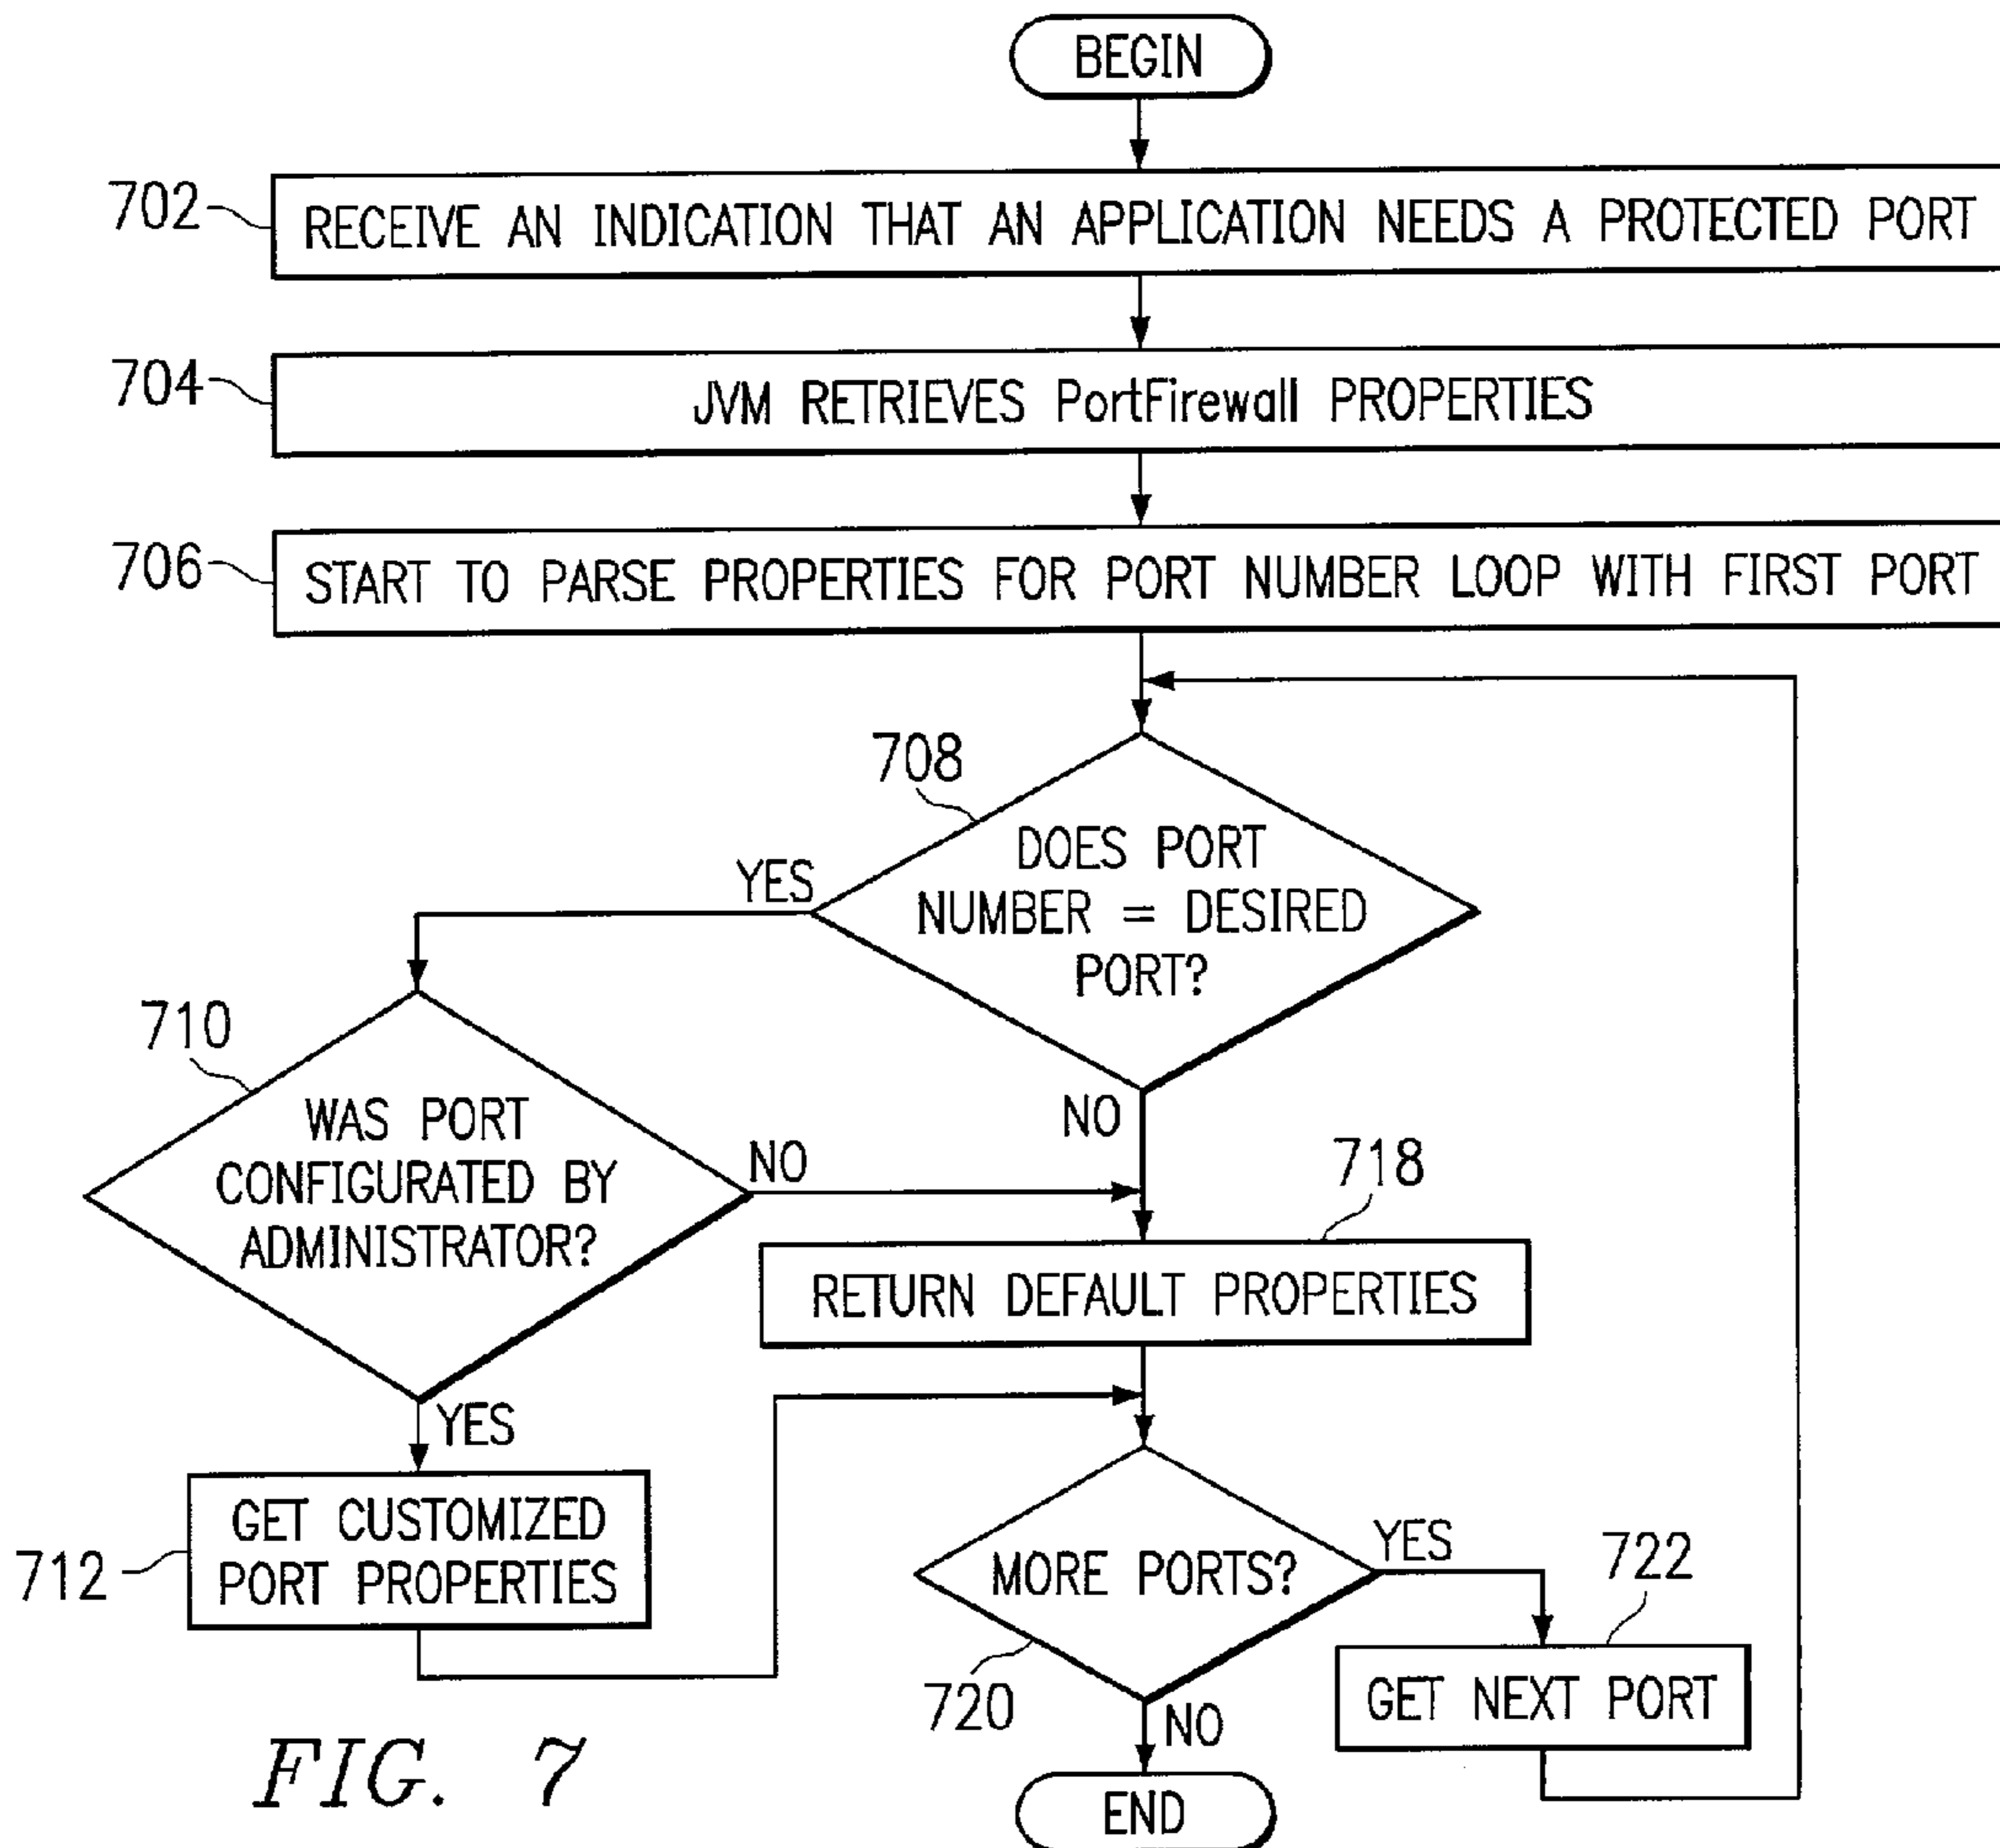 BEGIN
702
RECEIVE AN INDICATION THAT AN APPLICATION NEEDS A PROTECTED PORT
704
JVM RETRIEVES PortFirewall PROPERTIES
706
START TO PARSE PROPERTIES FOR PORT NUMBER LOOP WITH FIRST PORT
708
DOES PORT
NUMBER = DESIRED
PORT?
YES
NO
710
WAS PORT
CONFIGURATED BY
ADMINISTRATOR?
NO
YES
718
RETURN DEFAULT PROPERTIES
712
GET CUSTOMIZED
PORT PROPERTIES
MORE PORTS?
YES
720
NO
722
GET NEXT PORT
END
FIG. 7